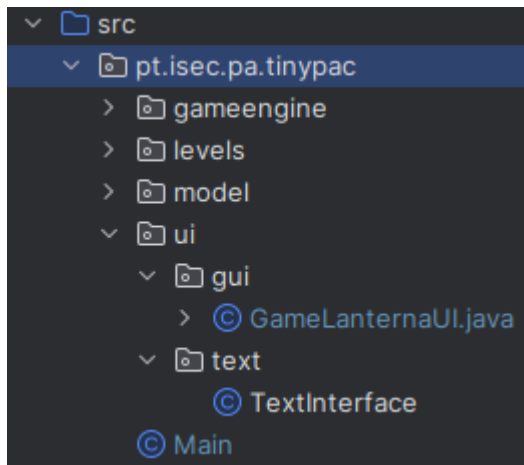 src
pt.isec.pa.tinypac
gameengine
levels
model
ui
gui
GameLanternaUI.java
text
TextInterface
Main